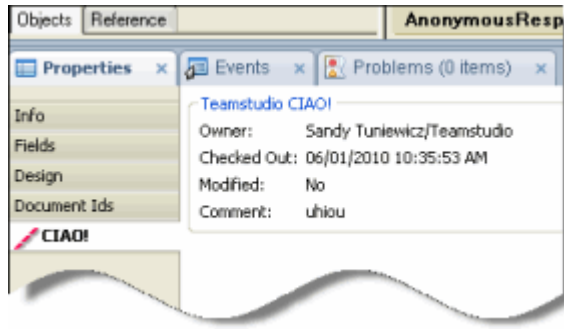 Objects Reference AnonymousResp
Properties Events Problems (0 items)
Teamstudio CIAO!
Info
Owner: Sandy Tuniewicz/Teamstudio
Fields
Checked Out: 06/01/2010 10:35:53 AM
Design
Modified: No
Document Ids
Comment: uhiou
CIAO!